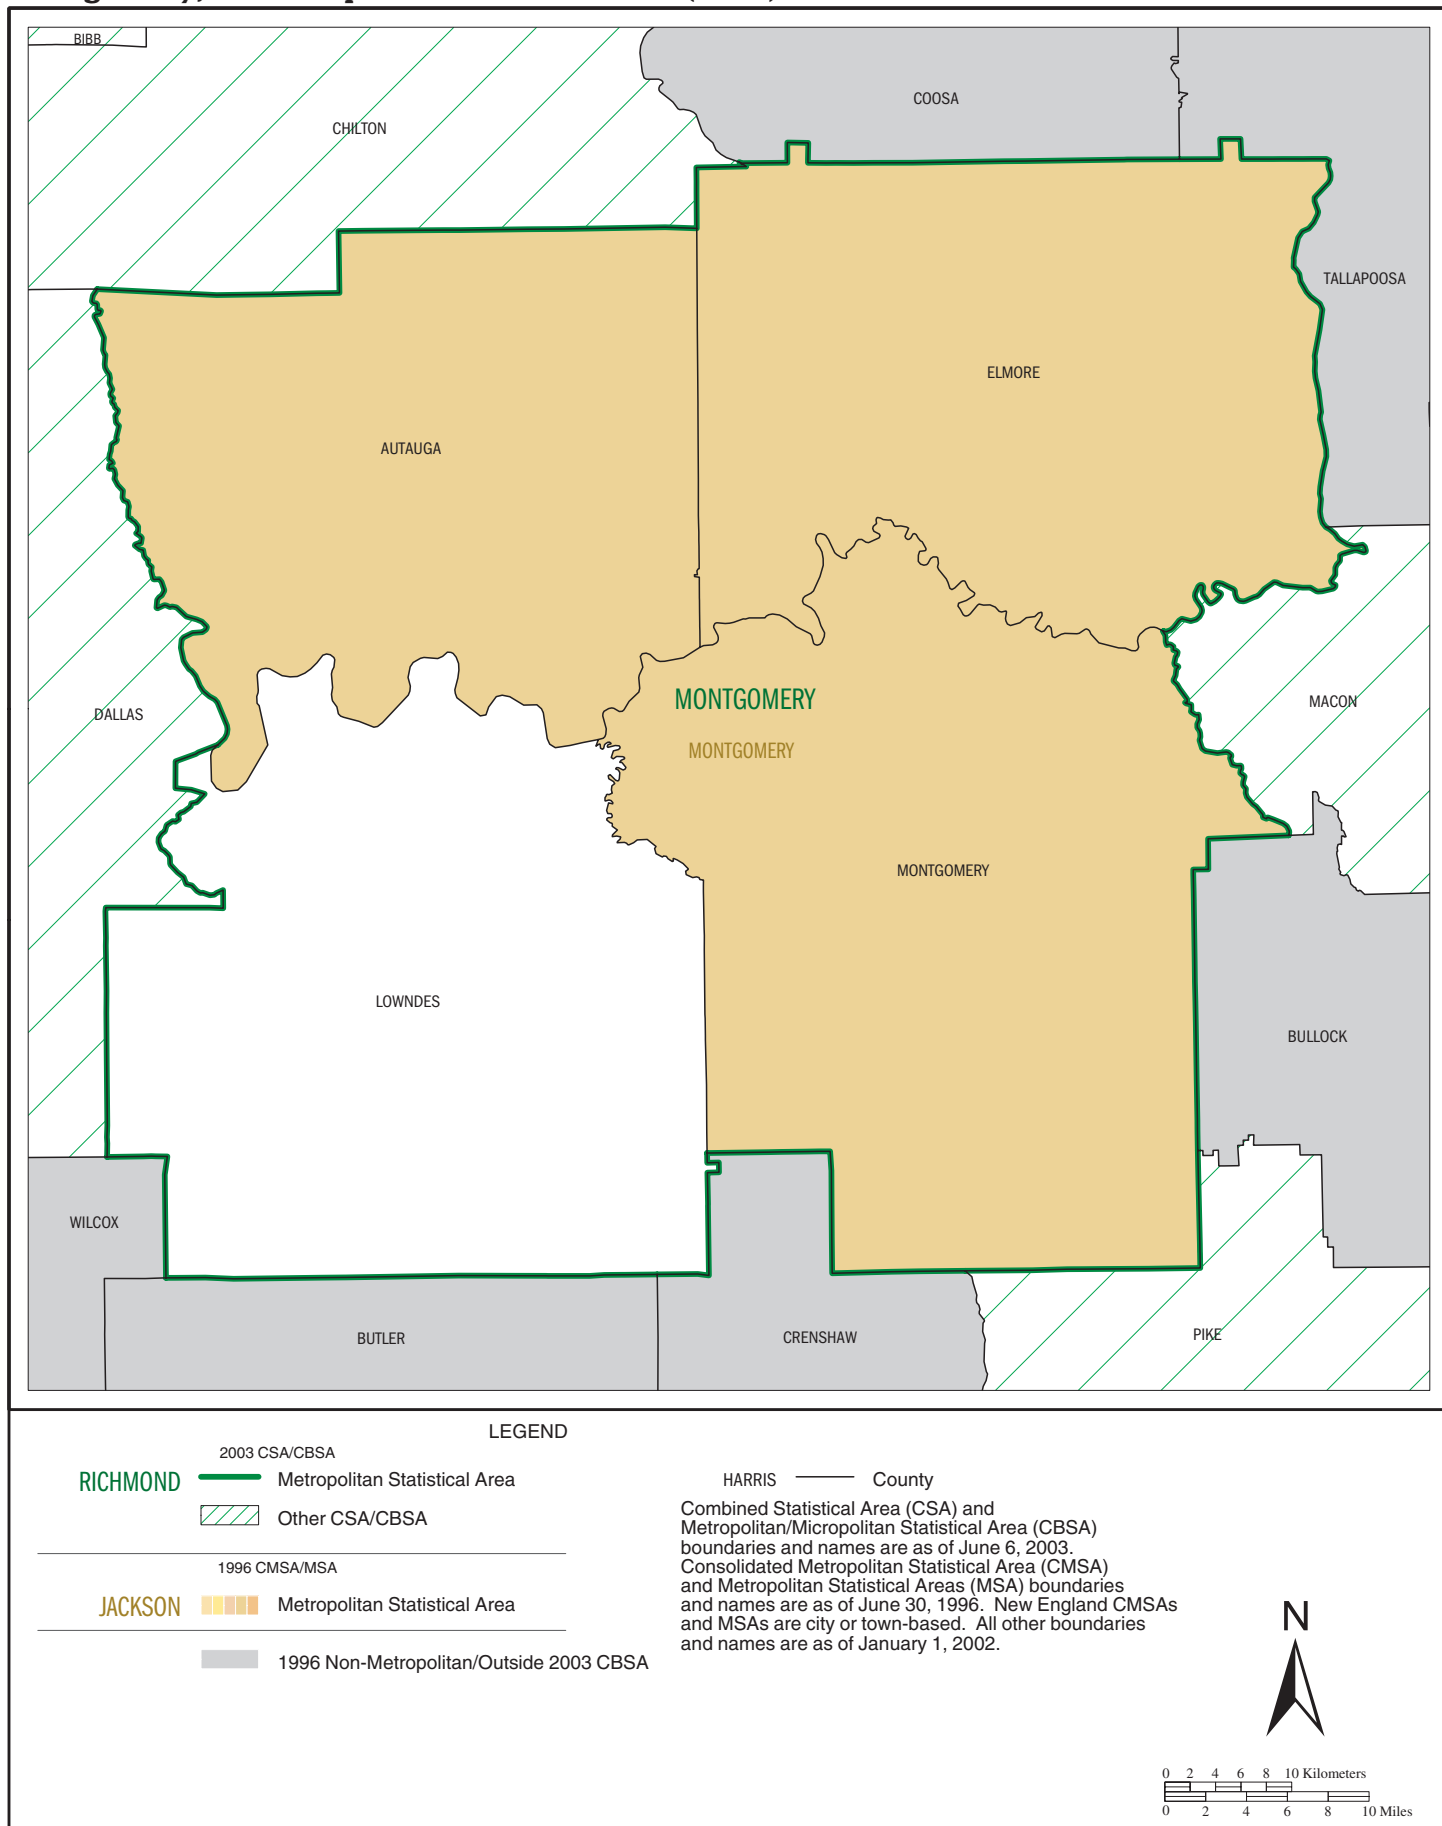 BIBB
CHILTON
COOSA
TALLAPOOSA
ELMORE
AUTAUGA
MONTGOMERY
MONTGOMERY
DALLAS
MACON
MONTGOMERY
LOWNDES
BULLOCK
WILCOX
BUTLER
CRENSHAW
PIKE
LEGEND
2003 CSA/CBSA
RICHMOND Metropolitan Statistical Area
Other CSA/CBSA
1996 CMSA/MSA
JACKSON Metropolitan Statistical Area
1996 Non-Metropolitan/Outside 2003 CBSA
HARRIS County
Combined Statistical Area (CSA) and
Metropolitan/Micropolitan Statistical Area (CBSA)
boundaries and names are as of June 6, 2003.
Consolidated Metropolitan Statistical Area (CMSA)
and Metropolitan Statistical Areas (MSA) boundaries
and names are as of June 30, 1996. New England CMSAs
and MSAs are city or town-based. All other boundaries
and names are as of January 1, 2002.
N
0 2 4 6 8 10 Kilometers
0 2 4 6 8 10 Miles